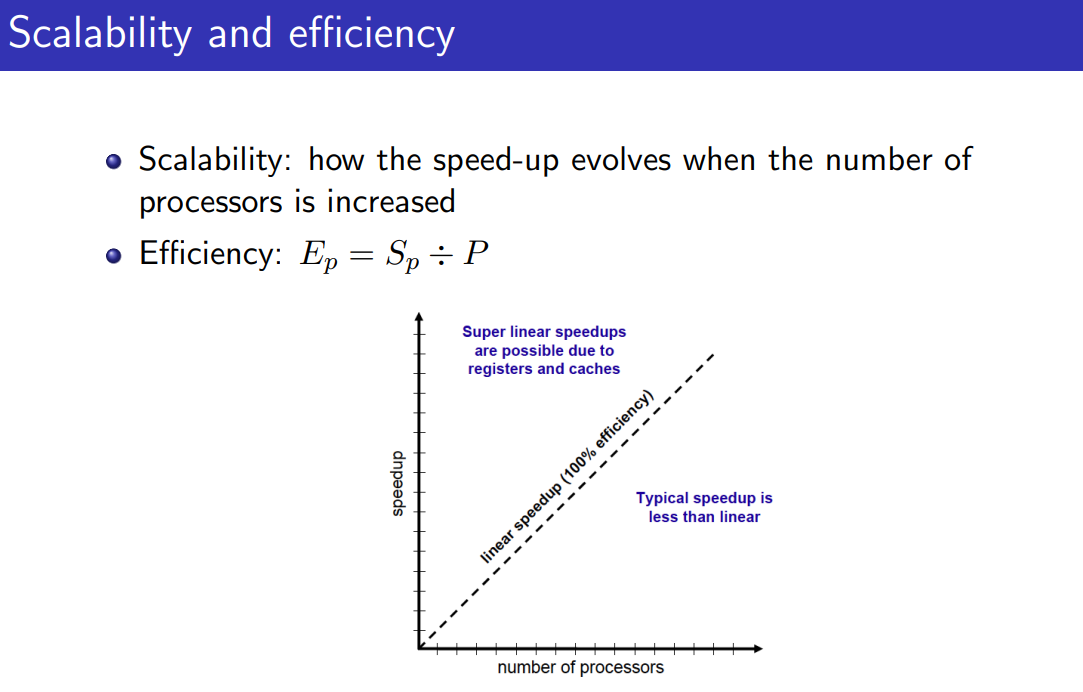 Scalability and efficiency
Scalability: how the speed-up evolves when the number of
processors is increased
Efficiency: Eₚ = Sₚ ÷ P
Super linear speedups
are possible due to
registers and caches
linear speedup (100% efficiency)
speedup
Typical speedup is
less than linear
number of processors